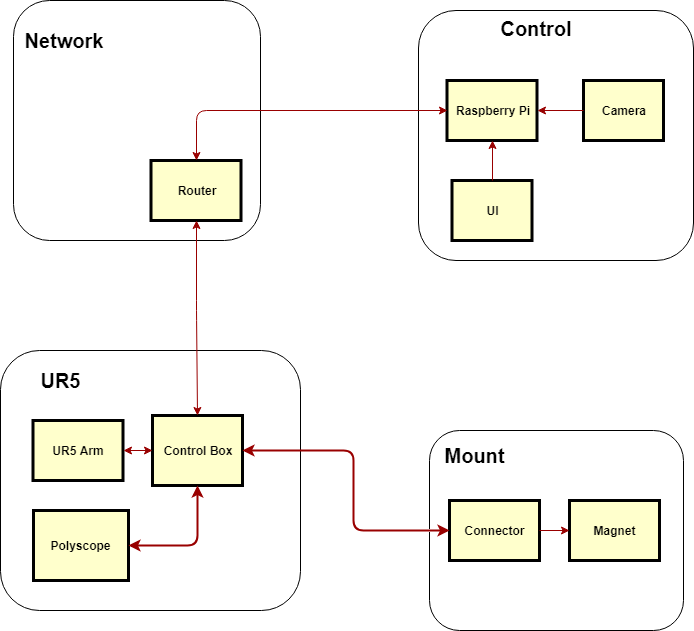 Network
Control
Raspberry Pi
Camera
Router
UI
UR5
UR5 Arm
Control Box
Polyscope
Mount
Connector
Magnet